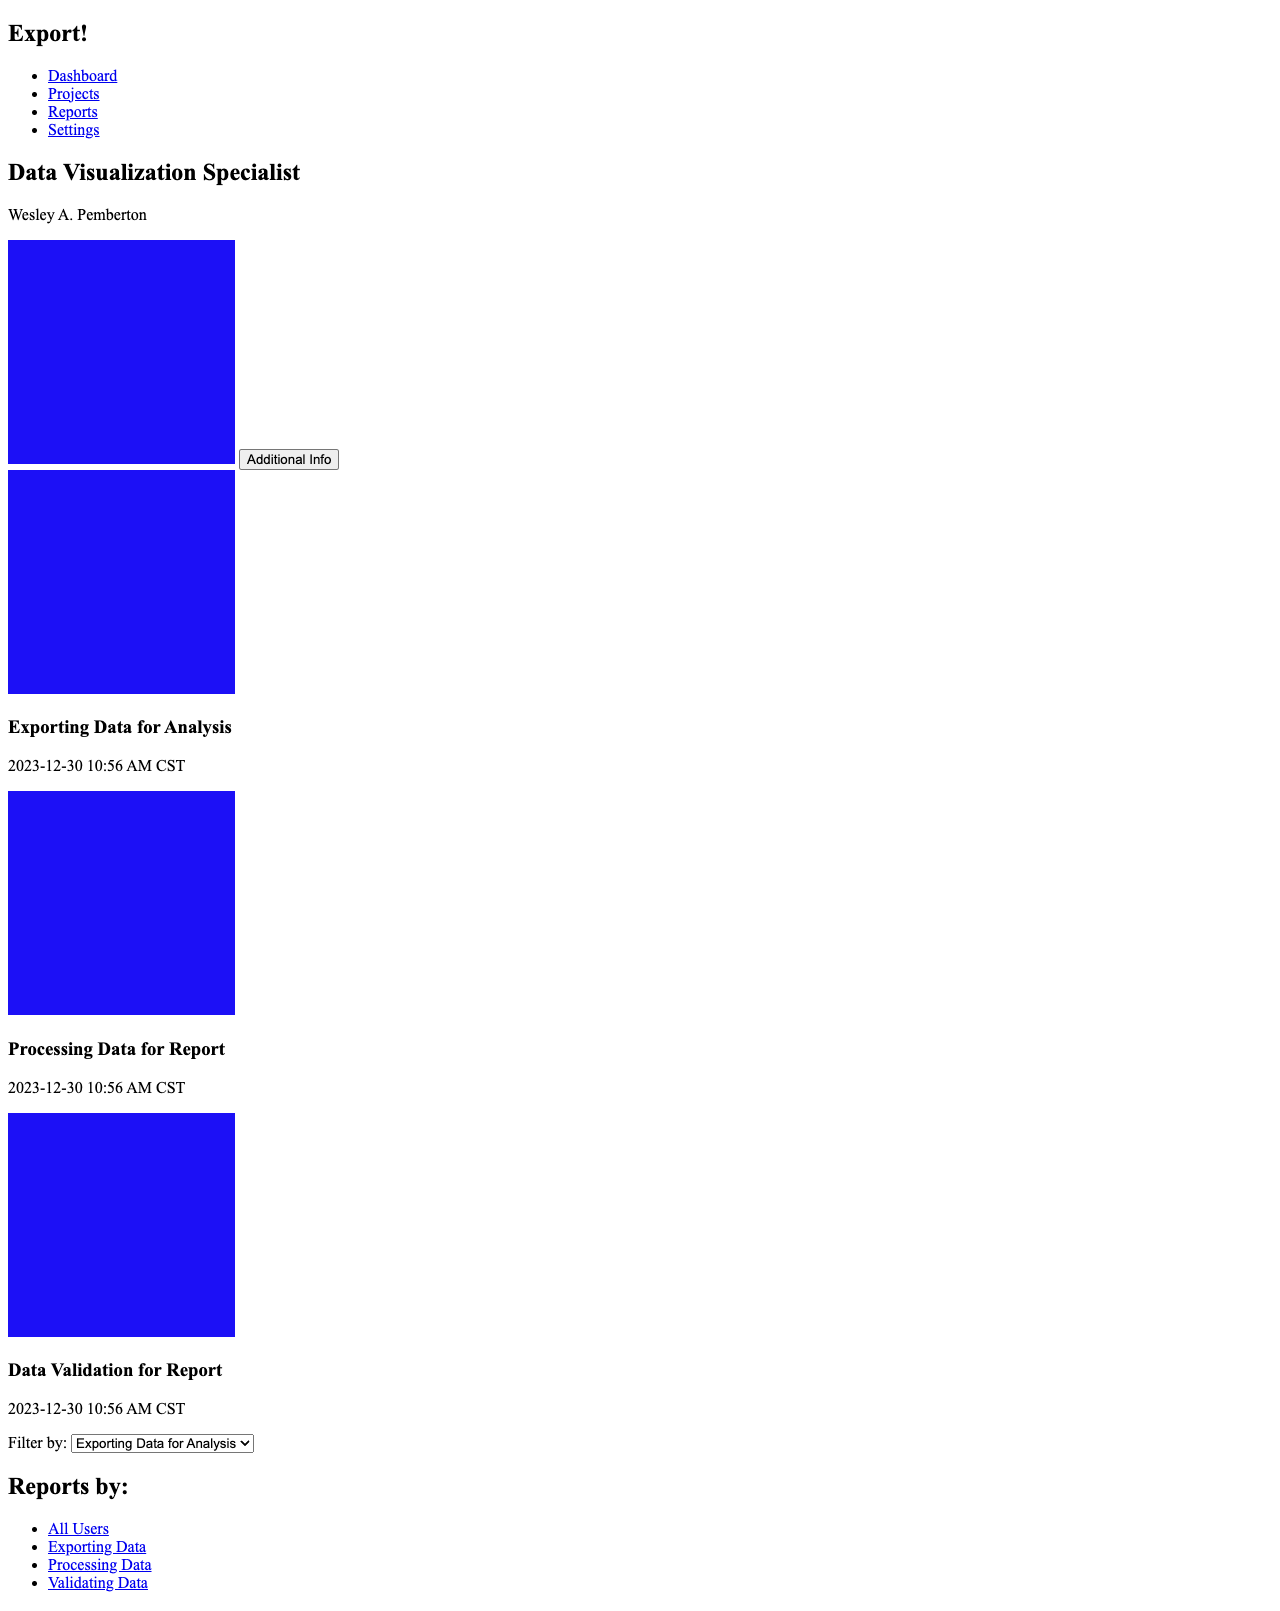 Export!
Dashboard
Projects
Reports
Settings
Data Visualization Specialist
Wesley A. Pemberton
Additional Info
Exporting Data for Analysis
2023-12-30 10:56 AM CST
Processing Data for Report
2023-12-30 10:56 AM CST
Data Validation for Report
2023-12-30 10:56 AM CST
Filter by: Exporting Data for Analysis
Reports by:
All Users
Exporting Data
Processing Data
Validating Data